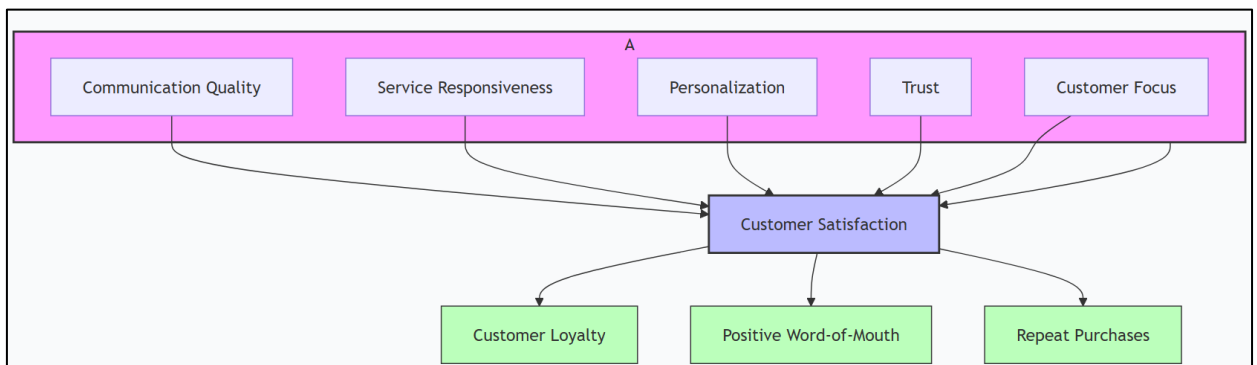 A
Communication Quality
Service Responsiveness
Personalization
Trust
Customer Focus
Customer Satisfaction
Customer Loyalty
Positive Word-of-Mouth
Repeat Purchases